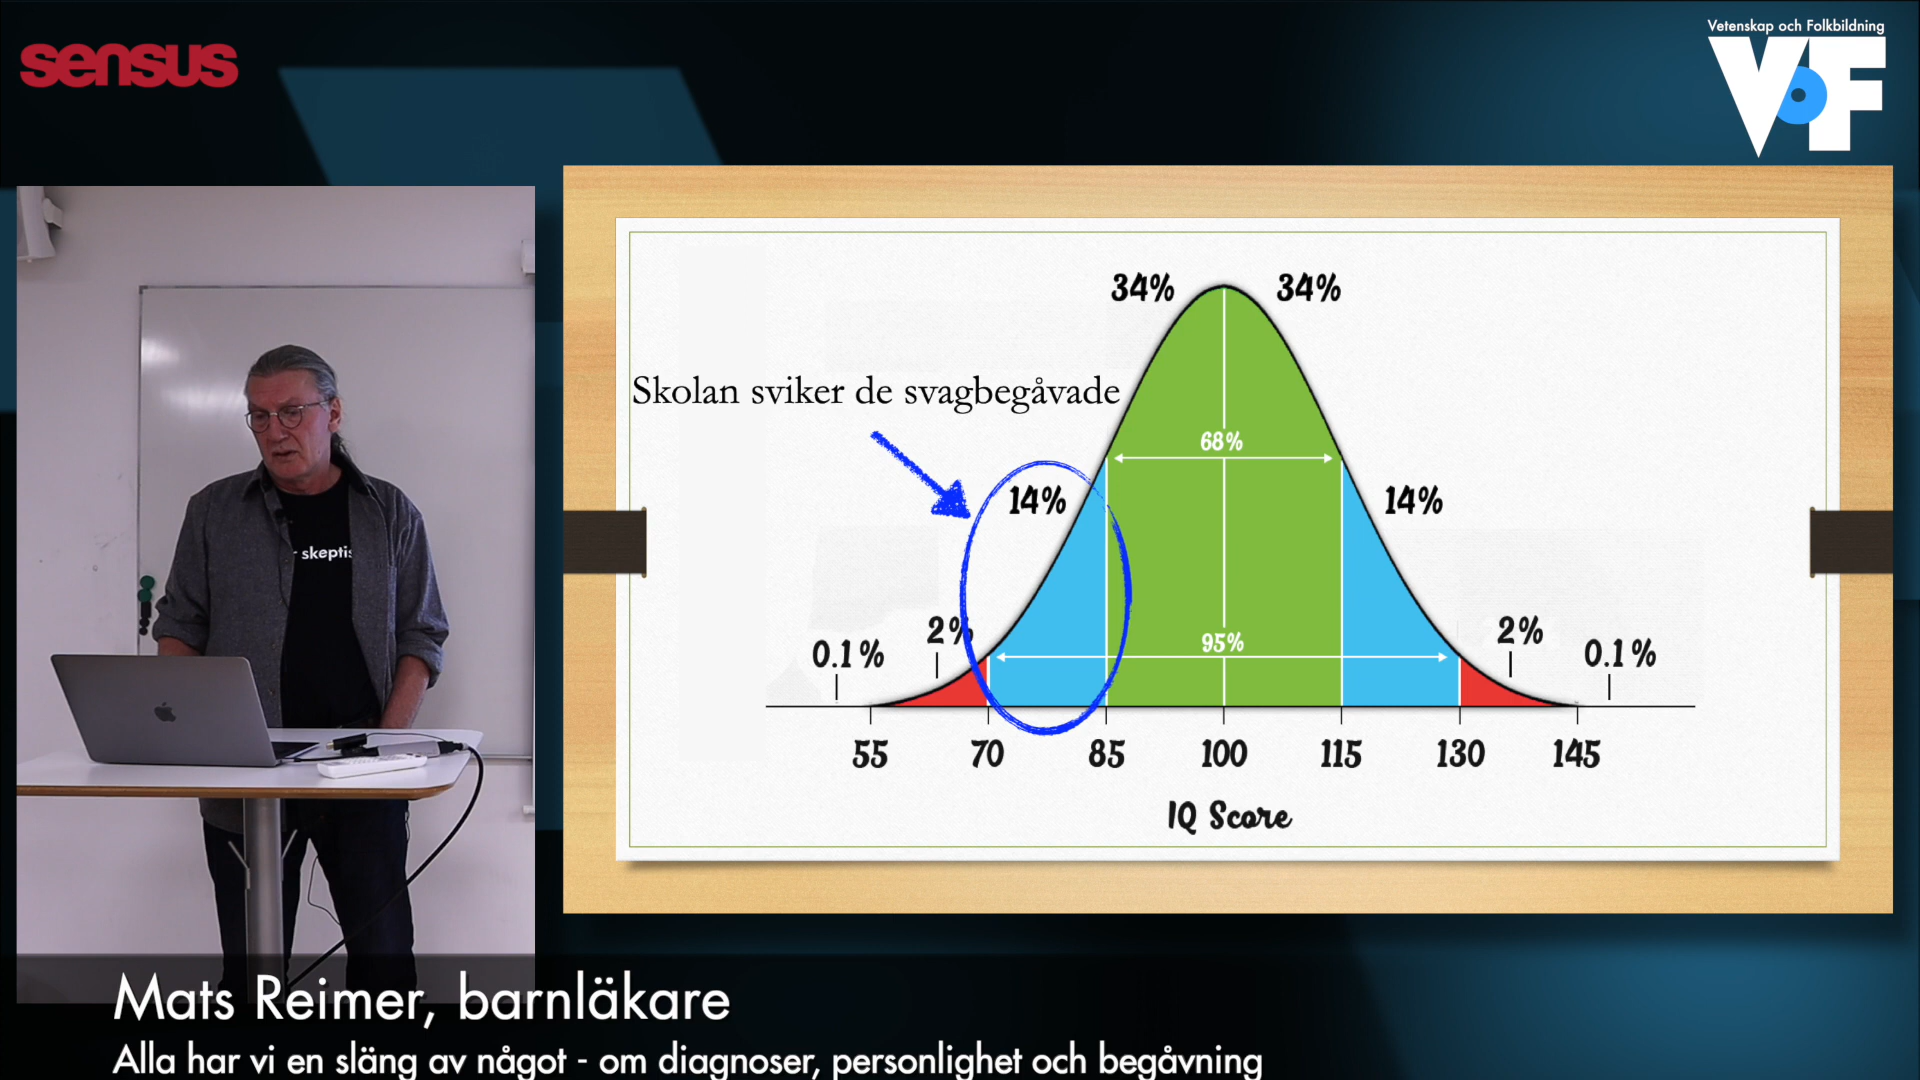 sensus
Vetenskap och Folkbildning
VoF
34% 34%
Skolan sviker de svagbegåvade
68%
14% 14%
r skeptis
2% 95% 2%
0.1% 0.1%
55 70 85 100 115 130 145
IQ Score
Mats Reimer, barnläkare
Alla har vi en släng av något - om diagnoser, personlighet och begåvning